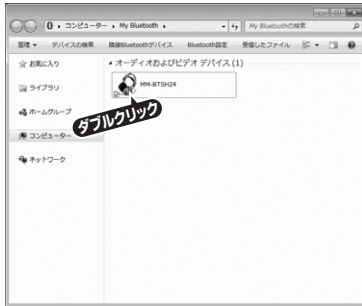 コンピューター ▸ My Bluetooth ▸
My Bluetoothの検索
整理 ▾ デバイスの検索 隣接Bluetoothデバイス Bluetooth設定 受信したファイル
お気に入り
ライブラリ
ホームグループ
コンピューター
ネットワーク
オーディオおよびビデオ デバイス (1)
MM-BTSH24
ダブルクリック